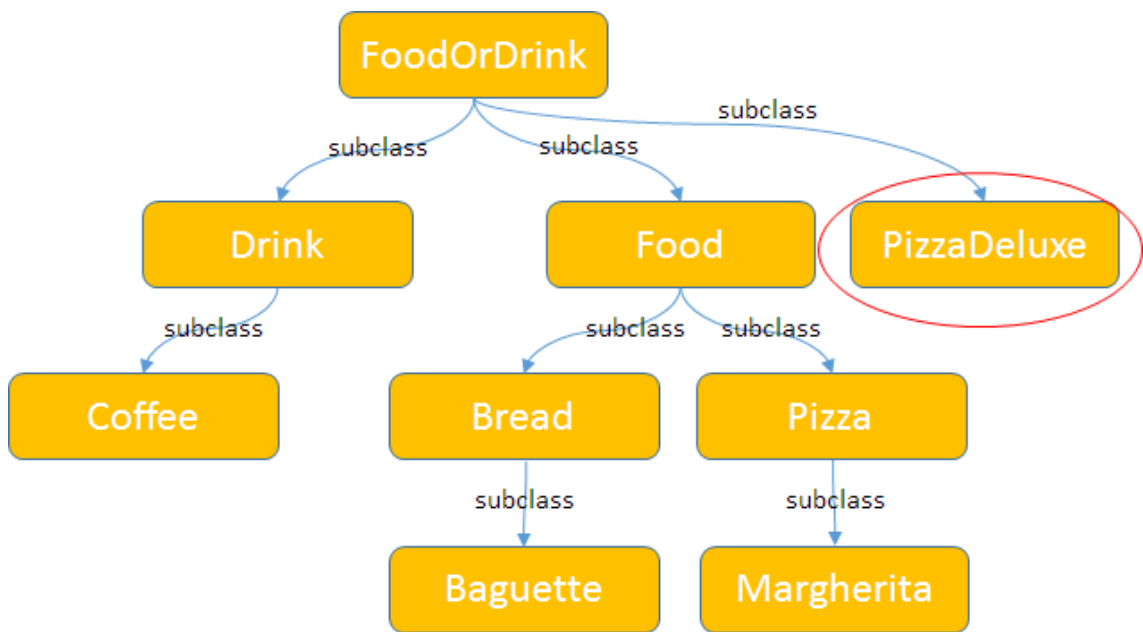 FoodOrDrink
subclass
subclass
subclass
Drink
Food
PizzaDeluxe
subclass
subclass
subclass
Coffee
Bread
Pizza
subclass
subclass
Baguette
Margherita